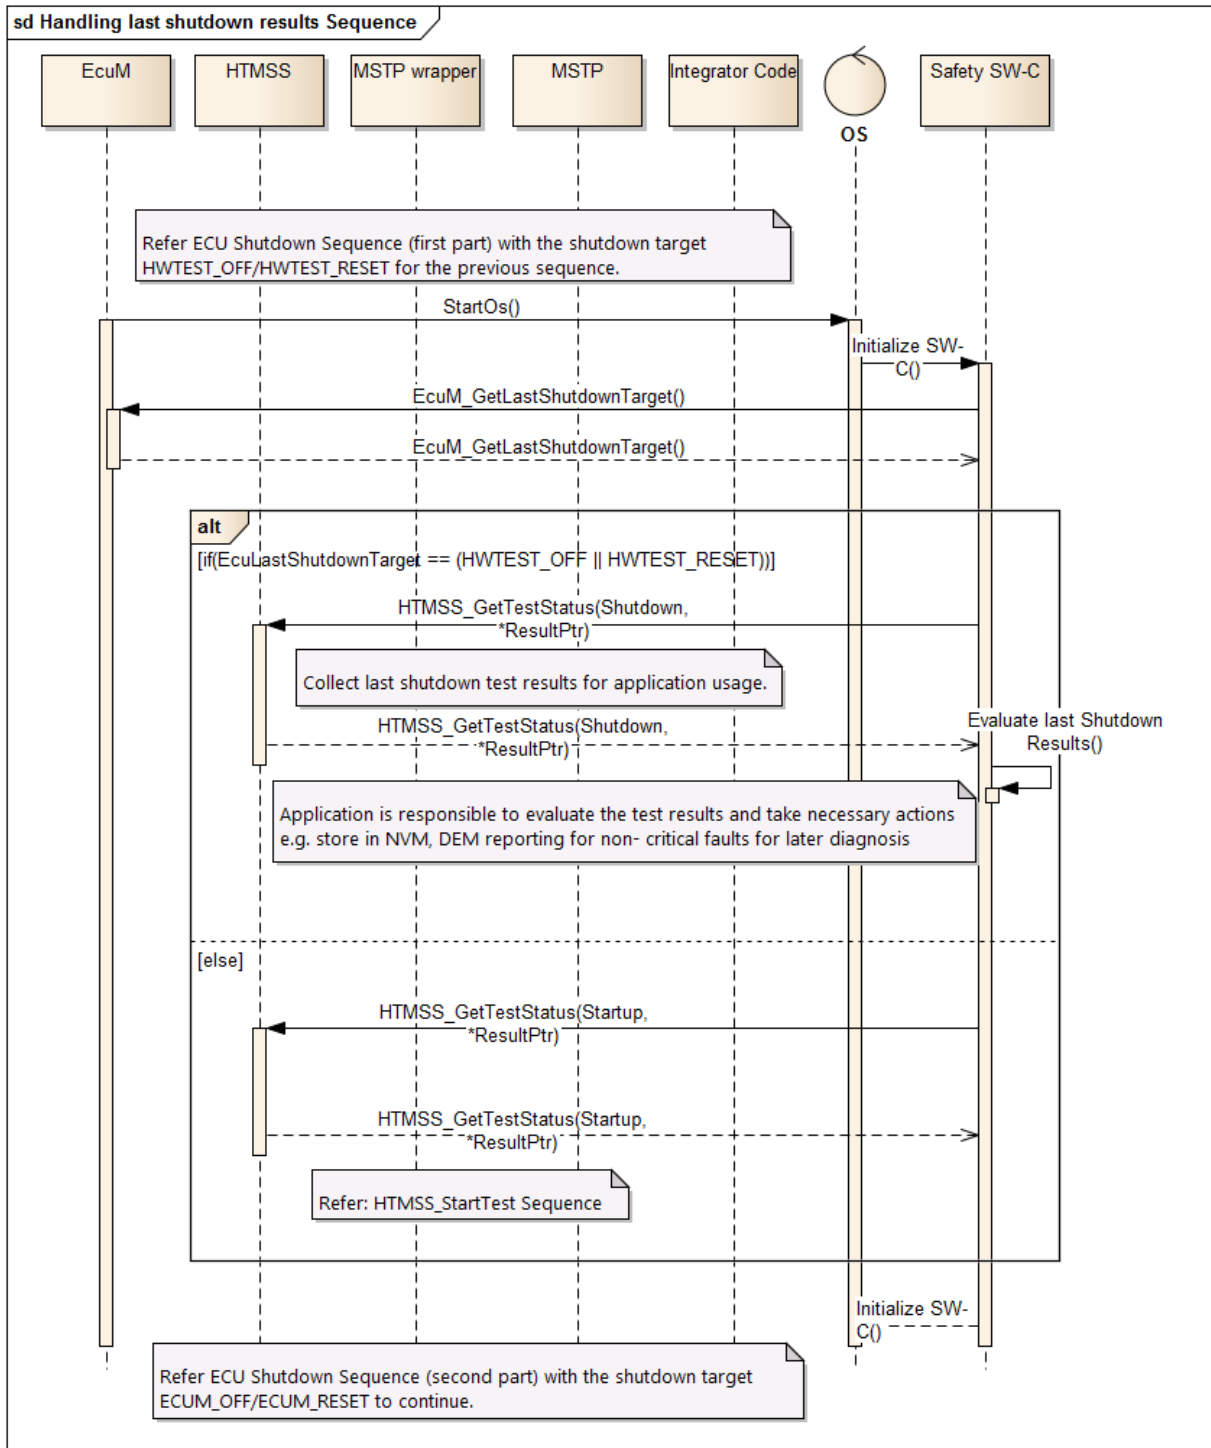 sd Handling last shutdown results Sequence
EcuM
HTMSS
MSTP wrapper
MSTP
Integrator Code
OS
Safety SW-C
Refer ECU Shutdown Sequence (first part) with the shutdown target
HWTEST_OFF/HWTEST_RESET for the previous sequence.
StartOs()
Initialize SW-
C()
EcuM_GetLastShutdownTarget()
EcuM_GetLastShutdownTarget()
alt
[if(EcuLastShutdownTarget == (HWTEST_OFF || HWTEST_RESET))]
HTMSS_GetTestStatus(Shutdown,
*ResultPtr)
Collect last shutdown test results for application usage.
HTMSS_GetTestStatus(Shutdown,
*ResultPtr)
Evaluate last Shutdown
Results()
Application is responsible to evaluate the test results and take necessary actions
e.g. store in NVM, DEM reporting for non- critical faults for later diagnosis
[else]
HTMSS_GetTestStatus(Startup,
*ResultPtr)
HTMSS_GetTestStatus(Startup,
*ResultPtr)
Refer: HTMSS_StartTest Sequence
Initialize SW-
C()
Refer ECU Shutdown Sequence (second part) with the shutdown target
ECUM_OFF/ECUM_RESET to continue.